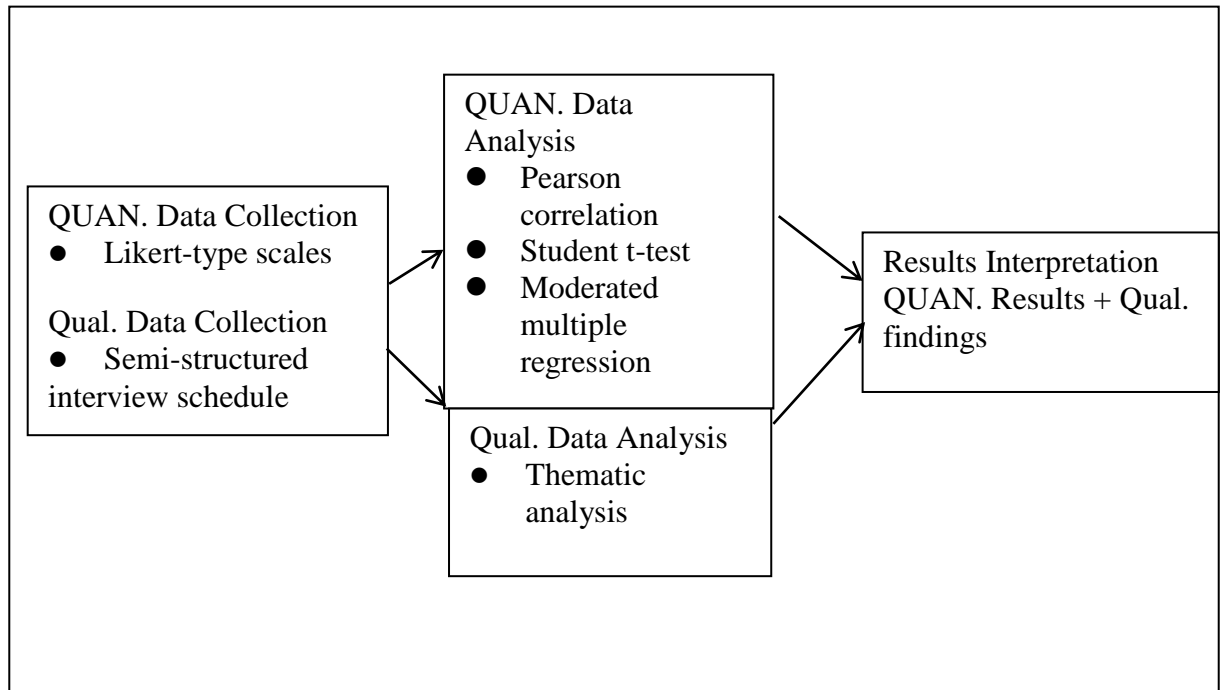 QUAN. Data Collection
● Likert-type scales
Qual. Data Collection
● Semi-structured
interview schedule
QUAN. Data
Analysis
● Pearson
correlation
● Student t-test
● Moderated
multiple
regression
Qual. Data Analysis
● Thematic
analysis
Results Interpretation
QUAN. Results + Qual.
findings